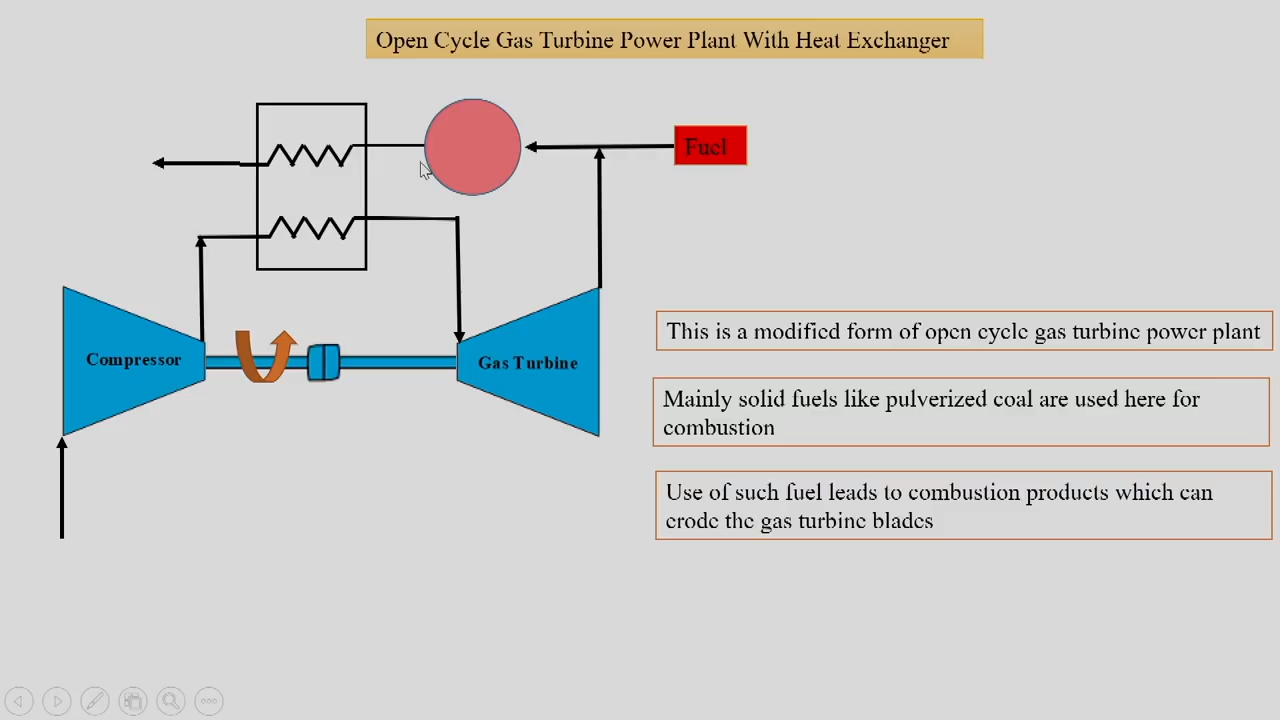 Open Cycle Gas Turbine Power Plant With Heat Exchanger
Fuel
Compressor
Gas Turbine
This is a modified form of open cycle gas turbine power plant
Mainly solid fuels like pulverized coal are used here for
combustion
Use of such fuel leads to combustion products which can
erode the gas turbine blades